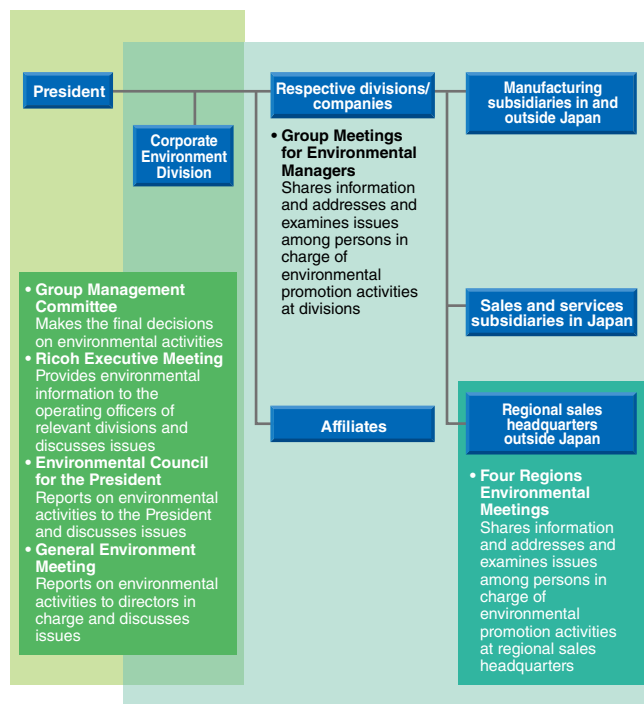 President
Corporate
Environment
Division
• Group Management
Committee
Makes the final decisions
on environmental activities
• Ricoh Executive Meeting
Provides environmental
information to the
operating officers of
relevant divisions and
discusses issues
• Environmental Council
for the President
Reports on environmental
activities to the President
and discusses issues
• General Environment
Meeting
Reports on environmental
activities to directors in
charge and discusses
issues
Respective divisions/
companies
• Group Meetings
for Environmental
Managers
Shares information
and addresses and
examines issues
among persons in
charge of
environmental
promotion activities
at divisions
Affiliates
Manufacturing
subsidiaries in and
outside Japan
Sales and services
subsidiaries in Japan
Regional sales
headquarters
outside Japan
• Four Regions
Environmental
Meetings
Shares information
and addresses and
examines issues
among persons in
charge of
environmental
promotion activities
at regional sales
headquarters